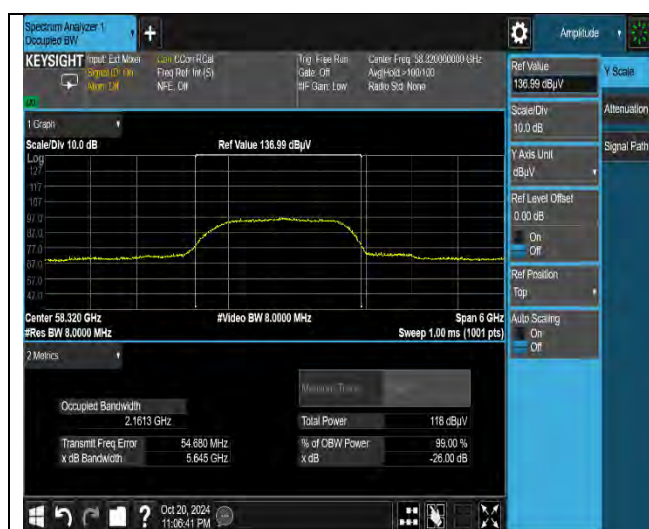 Spectrum Analyzer 1
Occupied BW
+
Amplitude
KEYSIGHT Input: Ext Mixer
Signal ID: On
Atten: Off
Corr CCorr RCal
Freq Ref: Int (S)
NFE: Off
Trig: Free Run
Gate: Off
#IF Gain: Low
Center Freq: 58.320000000 GHz
Avg|Hold:>100/100
Radio Std: None
1 Graph
Scale/Div 10.0 dB
Ref Value 136.99 dBµV
Log
127
117
107
97.0
87.0
77.0
67.0
57.0
47.0
Center 58.320 GHz
#Video BW 8.0000 MHz
Span 6 GHz
#Res BW 8.0000 MHz
Sweep 1.00 ms (1001 pts)
2 Metrics
Measure Trace
Occupied Bandwidth
2.1613 GHz
Total Power
118 dBµV
Transmit Freq Error
54.680 MHz
% of OBW Power
99.00 %
x dB Bandwidth
5.645 GHz
x dB
-26.00 dB
Ref Value
136.99 dBµV
Scale/Div
10.0 dB
Y Axis Unit
dBµV
Ref Level Offset
0.00 dB
On
Off
Ref Position
Top
Auto Scaling
On
Off
Y Scale
Attenuation
Signal Path
?
Oct 20, 2024
11:06:41 PM